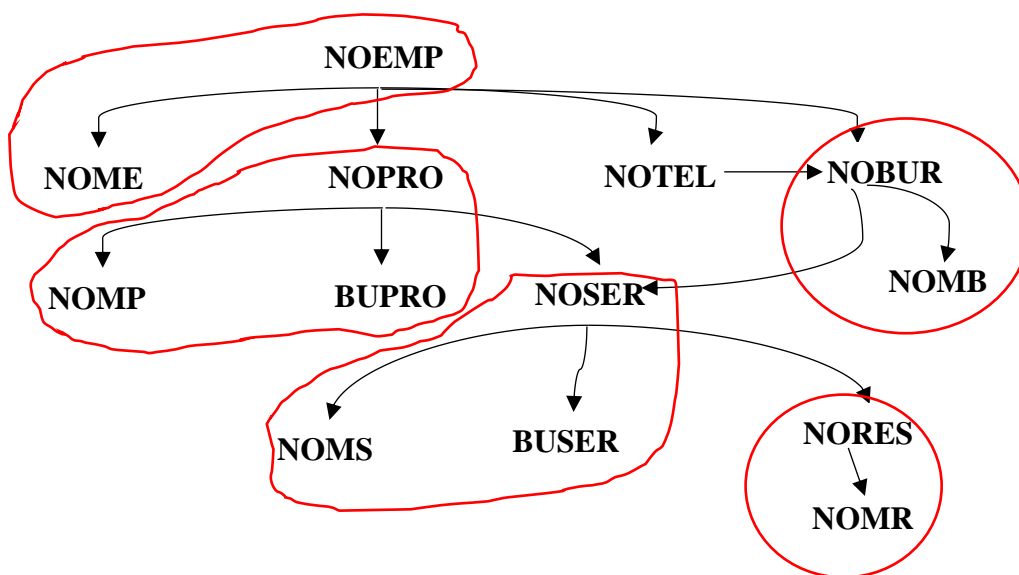 NOEMP
NOME NOPRO NOTEL NOBUR
NOMP BUPRO NOSER NOMB
NOMS BUSER NORES
NOMR